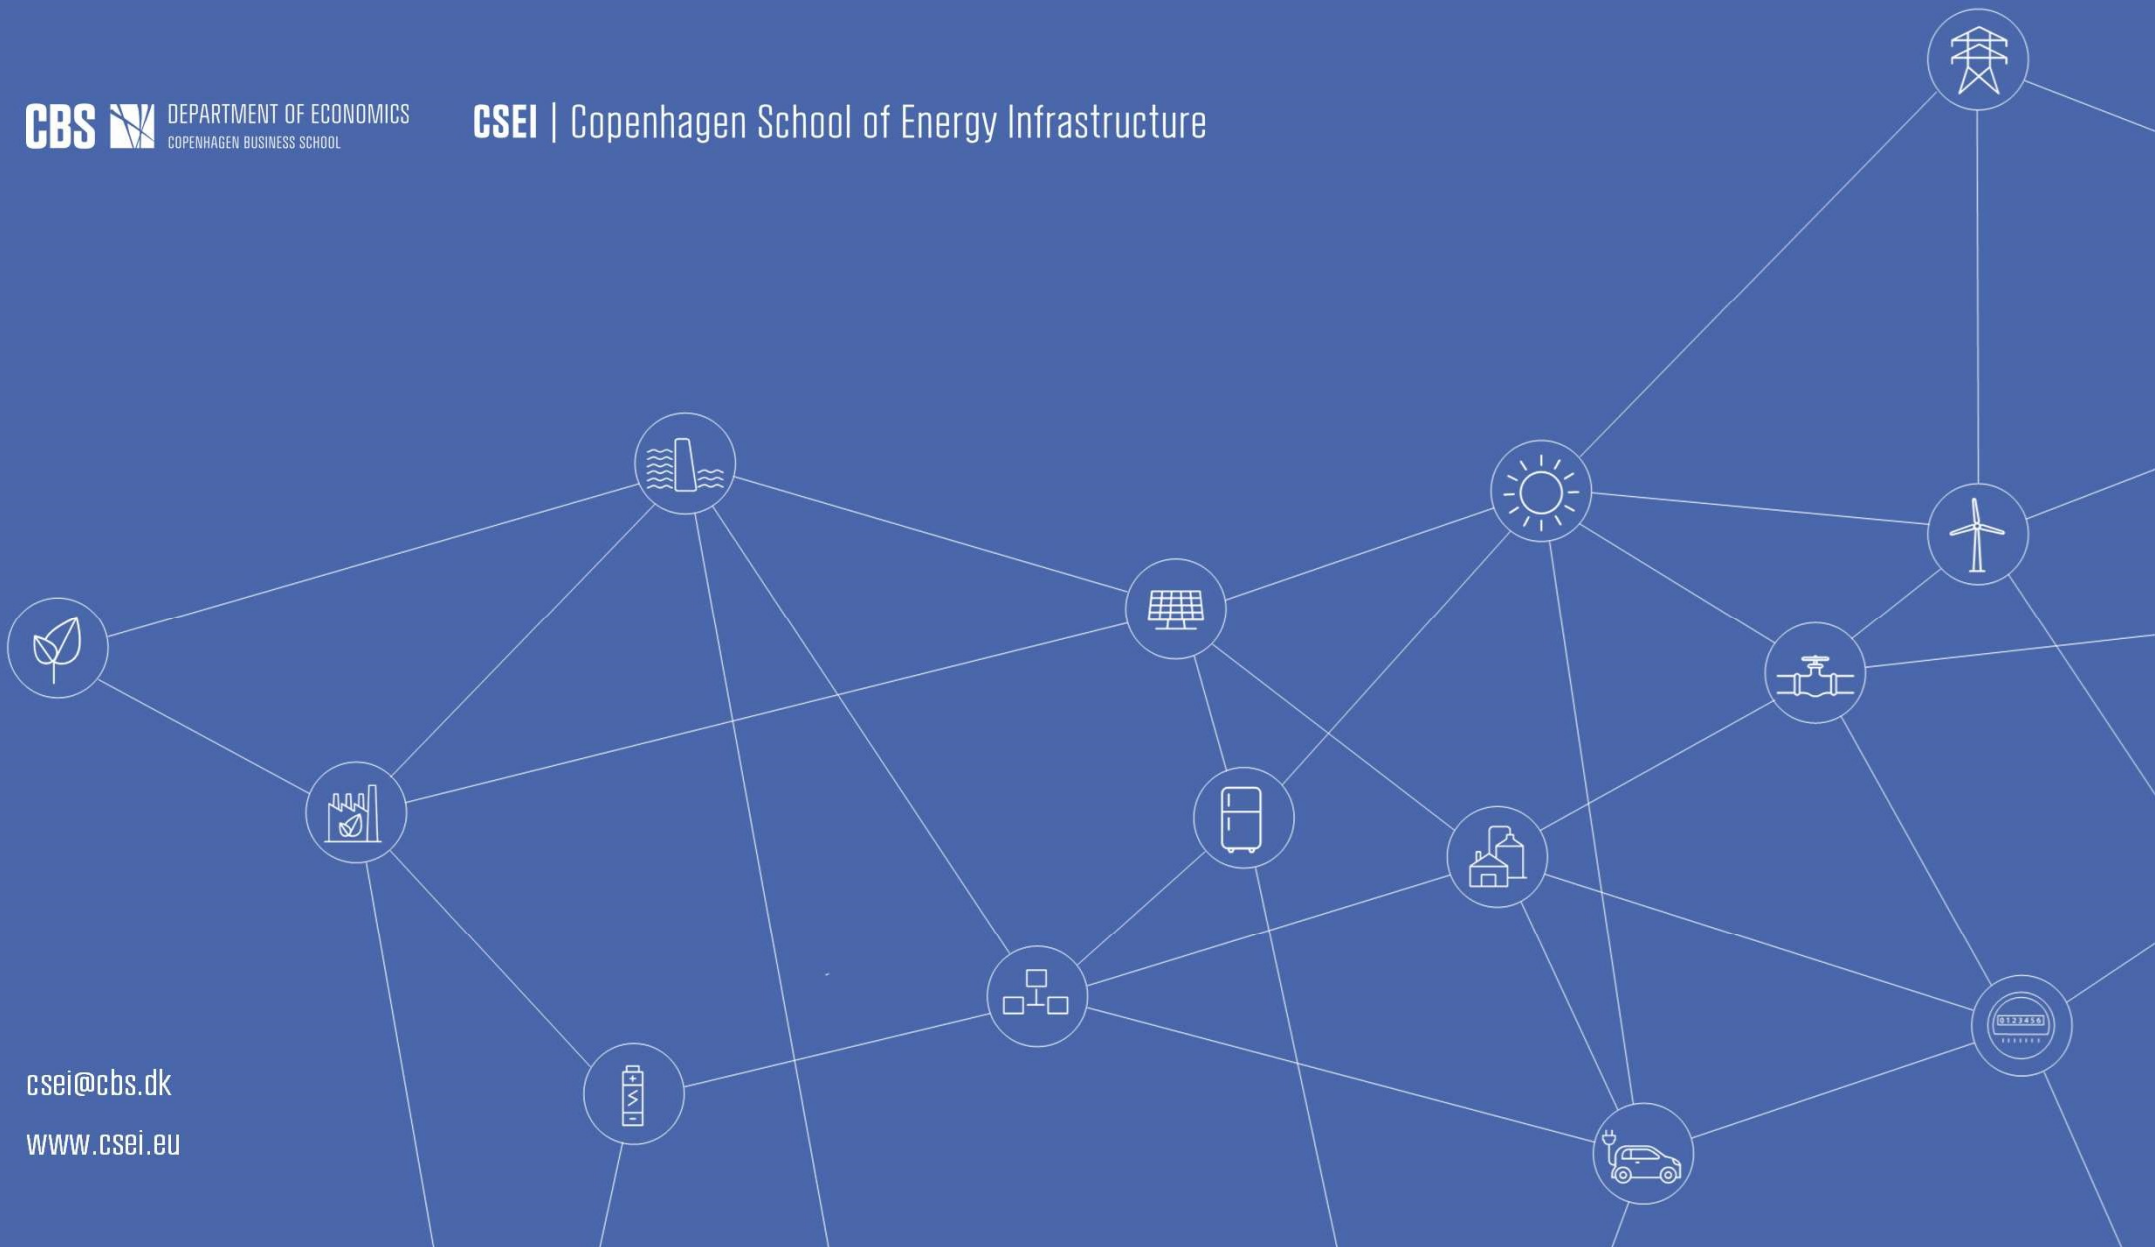 CBS DEPARTMENT OF ECONOMICS
COPENHAGEN BUSINESS SCHOOL
CSEI | Copenhagen School of Energy Infrastructure
0123456
csei@cbs.dk
www.csei.eu